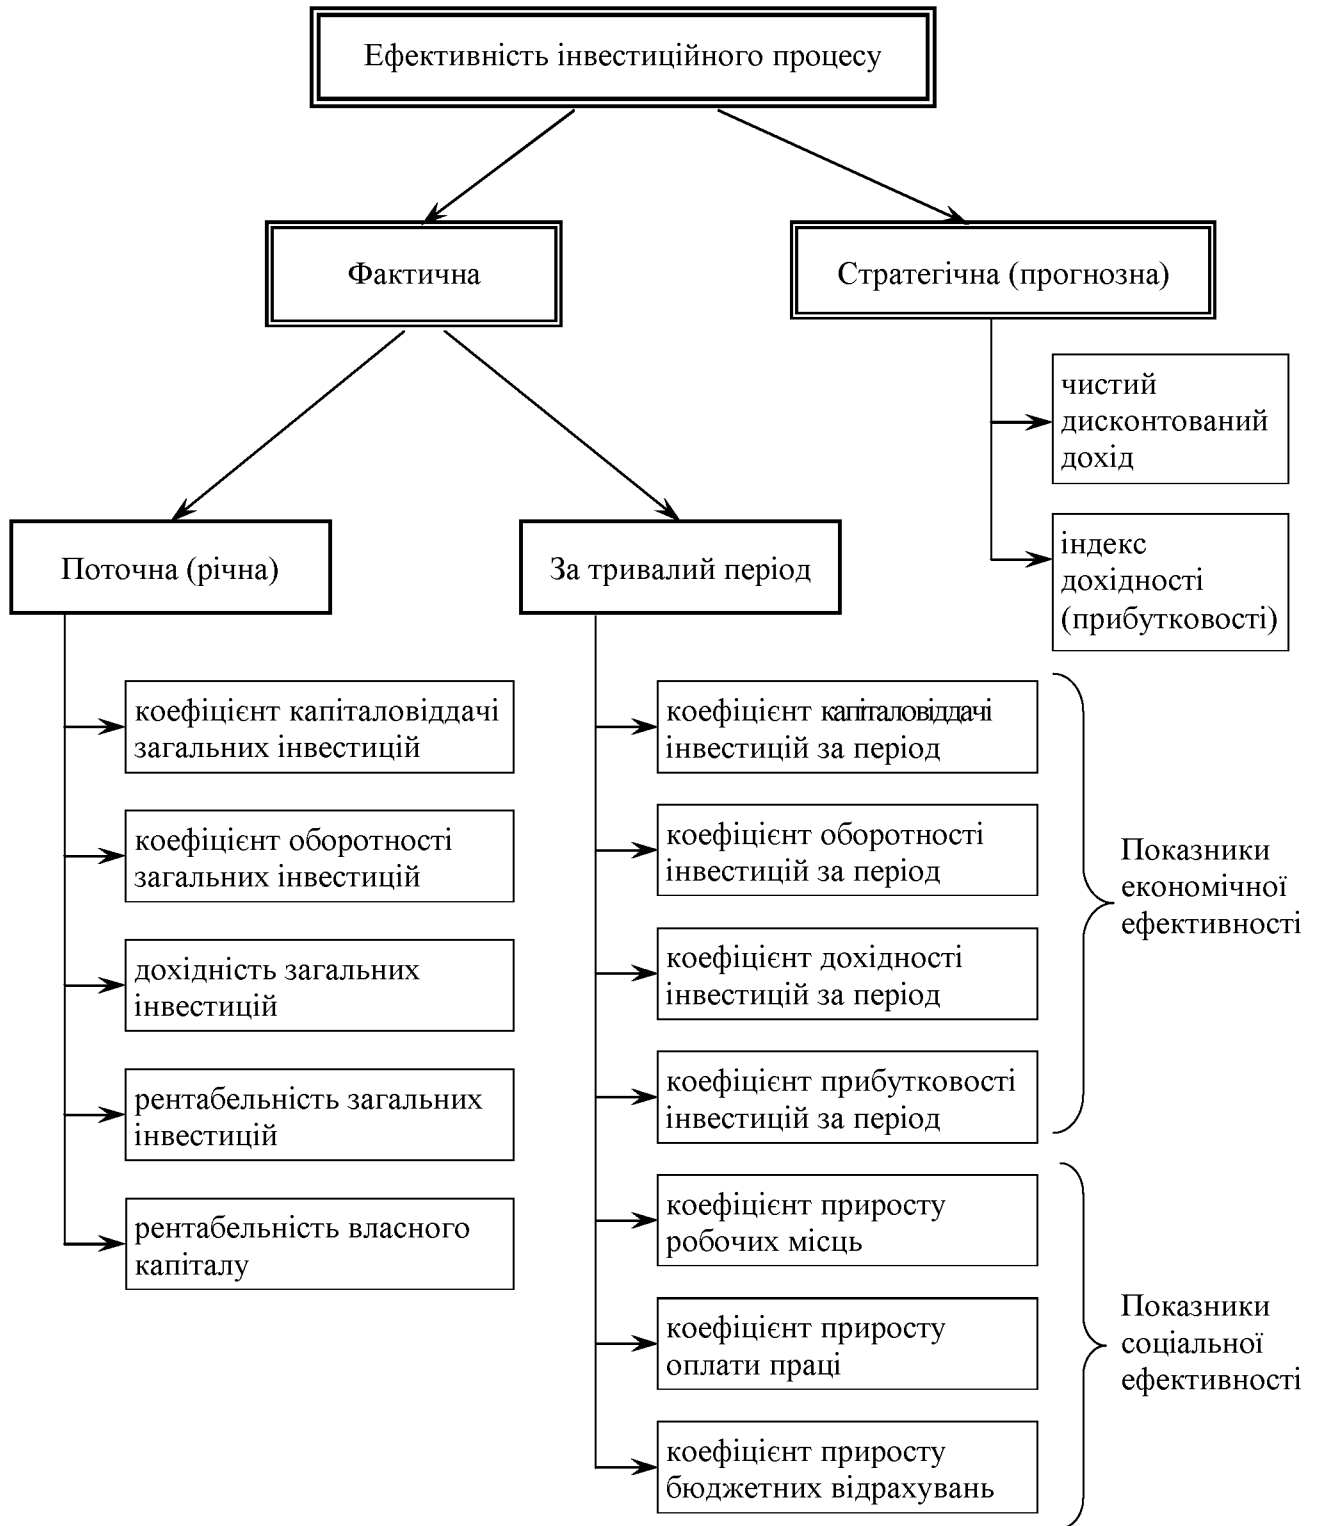 Ефективність інвестиційного процесу
Фактична
Стратегічна (прогнозна)
чистий
дисконтований
дохід
індекс
дохідності
(прибутковості)
Поточна (річна)
За тривалий період
коефіцієнт капіталовіддачі
загальних інвестицій
коефіцієнт оборотності
загальних інвестицій
дохідність загальних
інвестицій
рентабельність загальних
інвестицій
рентабельність власного
капіталу
коефіцієнт капіталовіддачі
інвестицій за період
коефіцієнт оборотності
інвестицій за період
коефіцієнт дохідності
інвестицій за період
коефіцієнт прибутковості
інвестицій за період
коефіцієнт приросту
робочих місць
коефіцієнт приросту
оплати праці
коефіцієнт приросту
бюджетних відрахувань
Показники
економічної
ефективності
Показники
соціальної
ефективності